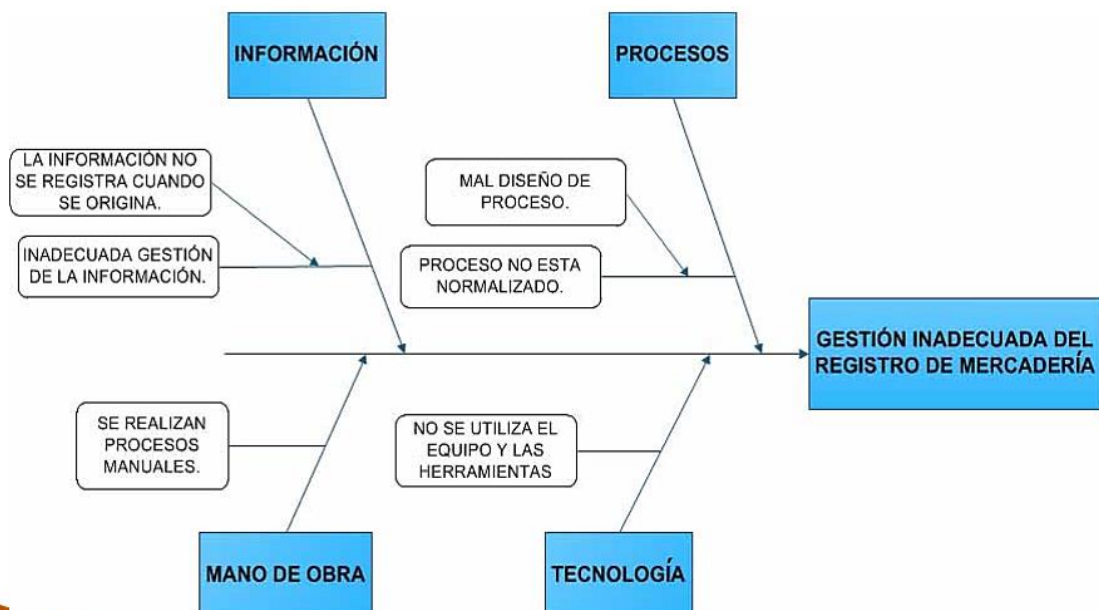 INFORMACIÓN
PROCESOS
LA INFORMACIÓN NO
SE REGISTRA CUANDO
SE ORIGINA.
MAL DISEÑO DE
PROCESO.
INADECUADA GESTIÓN
DE LA INFORMACIÓN.
PROCESO NO ESTA
NORMALIZADO.
GESTIÓN INADECUADA DEL
REGISTRO DE MERCADERÍA
SE REALIZAN
PROCESOS
MANUALES.
NO SE UTILIZA EL
EQUIPO Y LAS
HERRAMIENTAS
MANO DE OBRA
TECNOLOGÍA